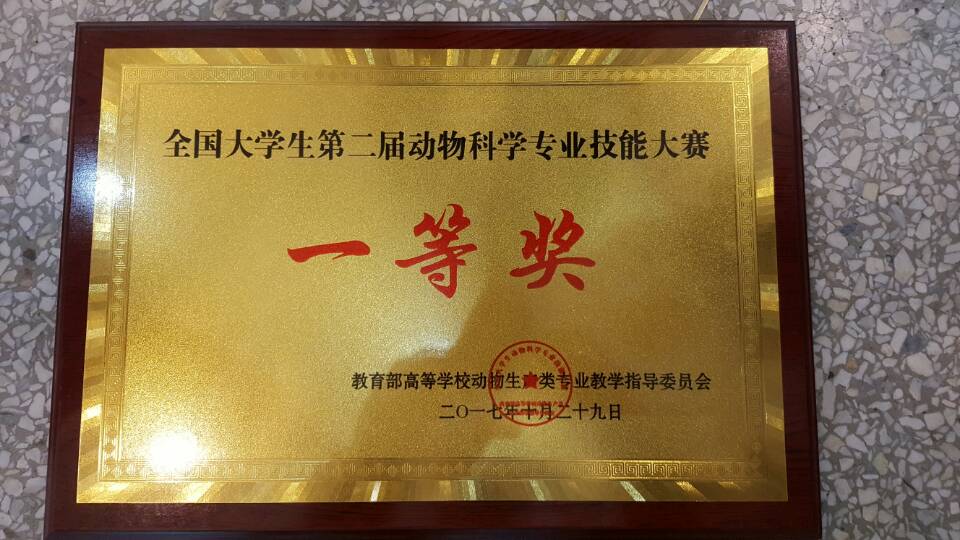 全国大学生第二届动物科学专业技能大赛
一等奖
教育部高等学校动物生产类专业教学指导委员会
二〇一七年十月二十九日